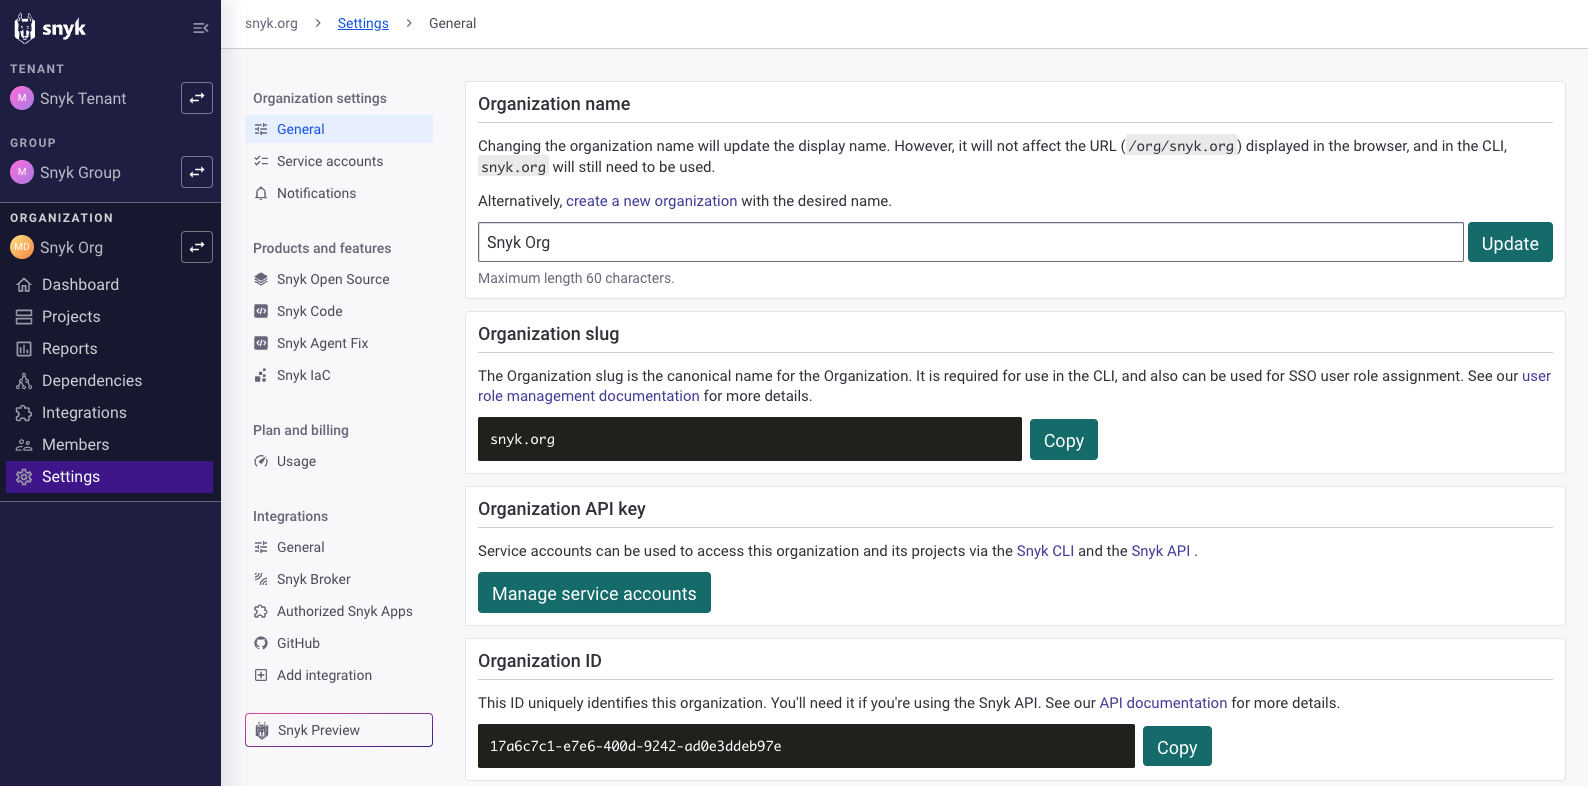 snyk
TENANT
M Snyk Tenant
GROUP
M Snyk Group
ORGANIZATION
MD Snyk Org
Dashboard
Projects
Reports
Dependencies
Integrations
Members
Settings
snyk.org > Settings > General
Organization settings
General
Service accounts
Notifications
Products and features
Snyk Open Source
Snyk Code
Snyk Agent Fix
Snyk IaC
Plan and billing
Usage
Integrations
General
Snyk Broker
Authorized Snyk Apps
GitHub
Add integration
Snyk Preview
Organization name
Changing the organization name will update the display name. However, it will not affect the URL (/org/snyk.org) displayed in the browser, and in the CLI,
snyk.org will still need to be used.
Alternatively, create a new organization with the desired name.
Snyk Org
Update
Maximum length 60 characters.
Organization slug
The Organization slug is the canonical name for the Organization. It is required for use in the CLI, and also can be used for SSO user role assignment. See our user
role management documentation for more details.
snyk.org
Copy
Organization API key
Service accounts can be used to access this organization and its projects via the Snyk CLI and the Snyk API .
Manage service accounts
Organization ID
This ID uniquely identifies this organization. You'll need it if you're using the Snyk API. See our API documentation for more details.
17a6c7c1-e7e6-400d-9242-ad0e3ddeb97e
Copy